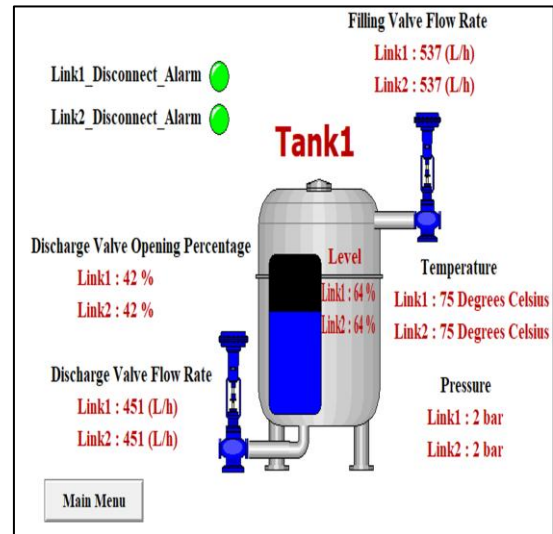 Filling Valve Flow Rate
Link1 : 537 (L/h)
Link2 : 537 (L/h)
Link1_Disconnect_Alarm
Link2_Disconnect_Alarm
Tank1
Discharge Valve Opening Percentage
Link1 : 42 %
Link2 : 42 %
Level
Link1 : 64 %
Link2 : 64 %
Temperature
Link1 : 75 Degrees Celsius
Link2 : 75 Degrees Celsius
Discharge Valve Flow Rate
Link1 : 451 (L/h)
Link2 : 451 (L/h)
Pressure
Link1 : 2 bar
Link2 : 2 bar
Main Menu